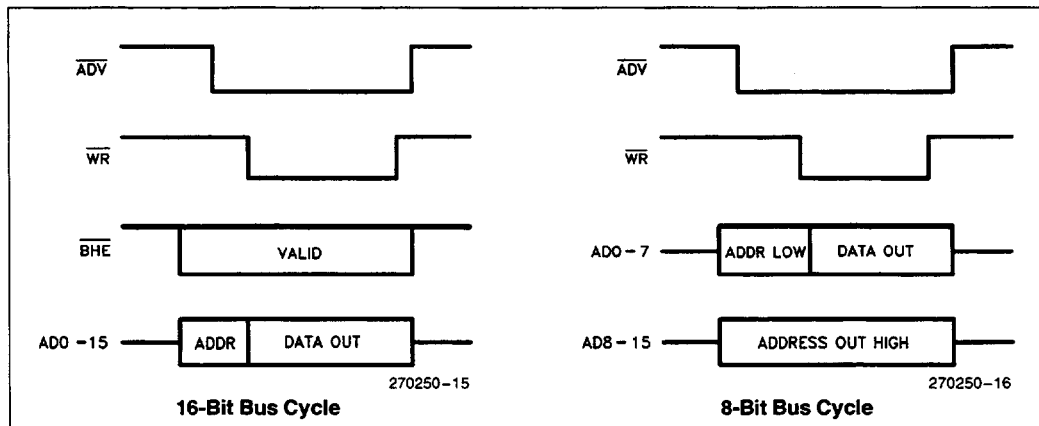 ADV
WR
BHE
VALID
AD0 - 15
ADDR
DATA OUT
270250-15
16-Bit Bus Cycle
ADV
WR
AD0 - 7
ADDR LOW
DATA OUT
AD8 - 15
ADDRESS OUT HIGH
270250-16
8-Bit Bus Cycle